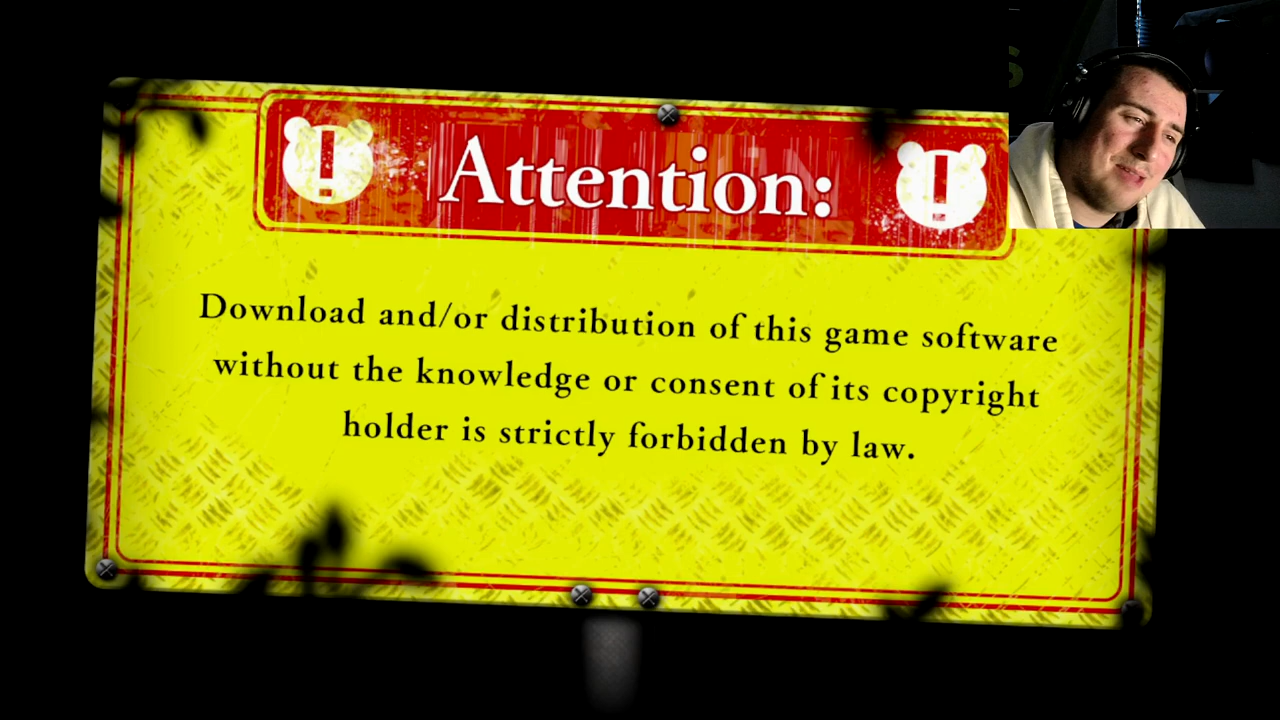 Attention:
Download and/or distribution of this game software
without the knowledge or consent of its copyright
holder is strictly forbidden by law.